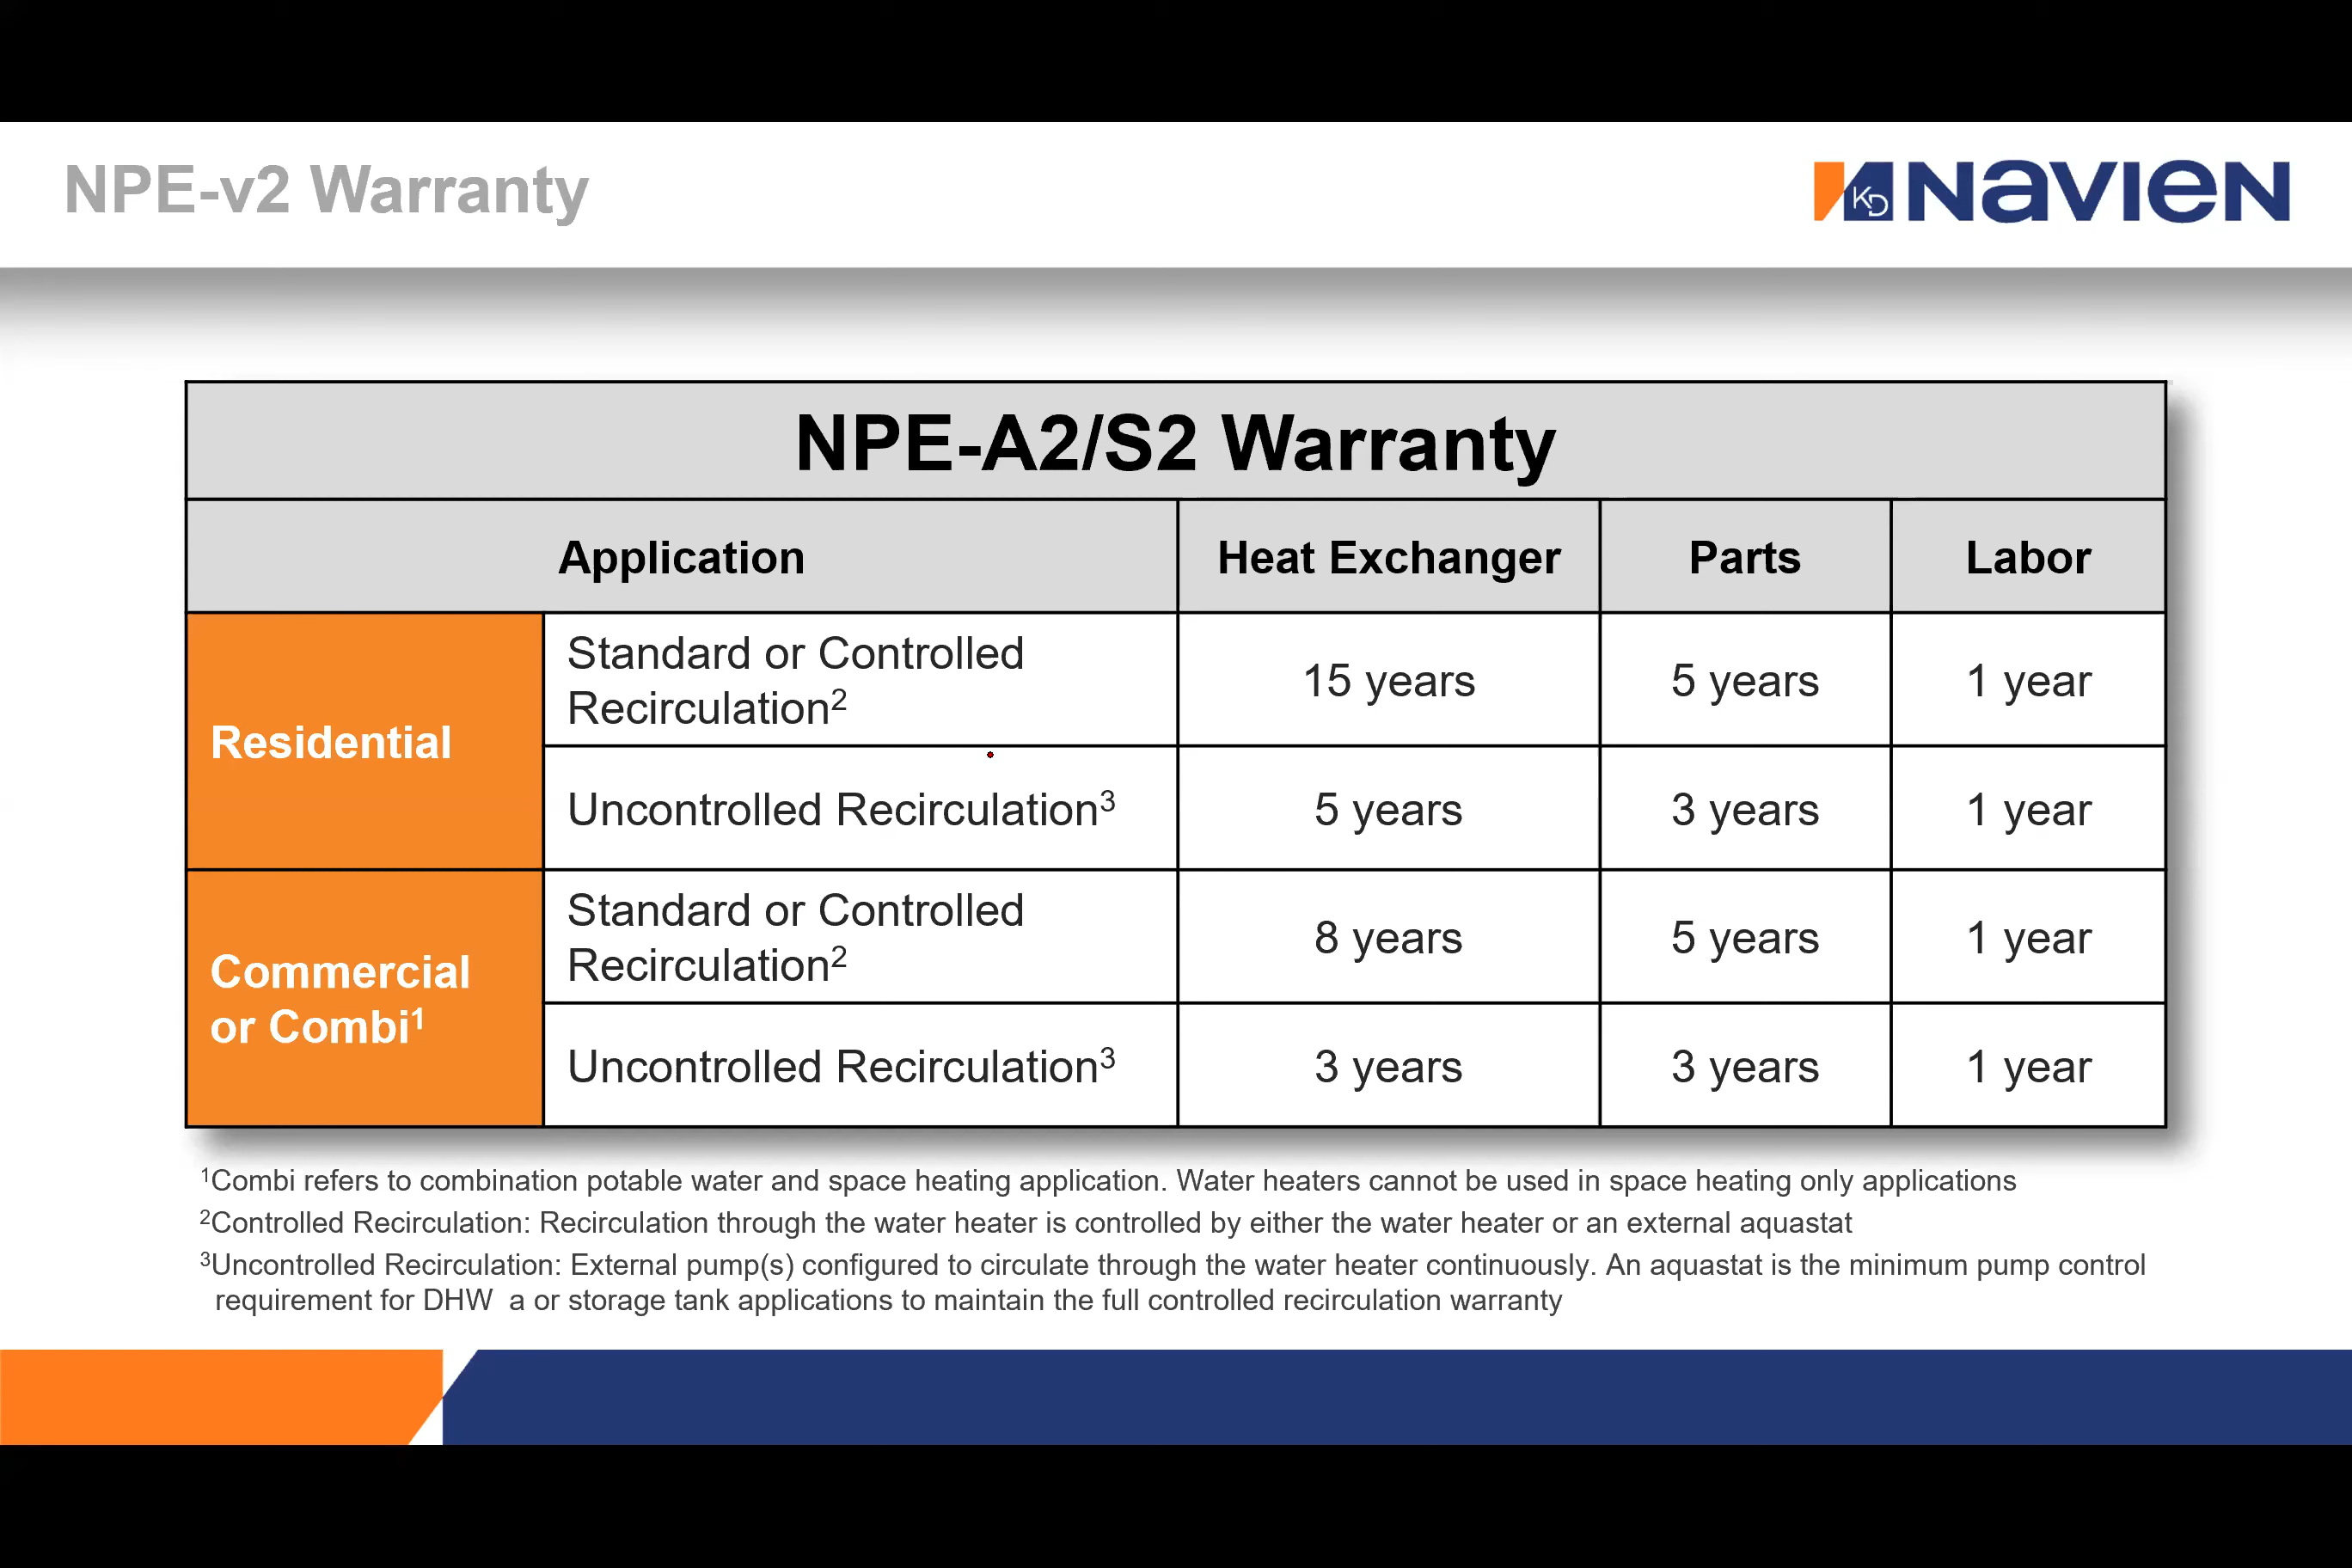 NPE-v2 Warranty
KD NAVIEN
NPE-A2/S2 Warranty
Application Heat Exchanger Parts Labor
Residential
Standard or Controlled
Recirculation² 15 years 5 years 1 year
Uncontrolled Recirculation³ 5 years 3 years 1 year
Commercial
or Combi¹
Standard or Controlled
Recirculation² 8 years 5 years 1 year
Uncontrolled Recirculation³ 3 years 3 years 1 year
¹Combi refers to combination potable water and space heating application. Water heaters cannot be used in space heating only applications
²Controlled Recirculation: Recirculation through the water heater is controlled by either the water heater or an external aquastat
³Uncontrolled Recirculation: External pump(s) configured to circulate through the water heater continuously. An aquastat is the minimum pump control
requirement for DHW a or storage tank applications to maintain the full controlled recirculation warranty